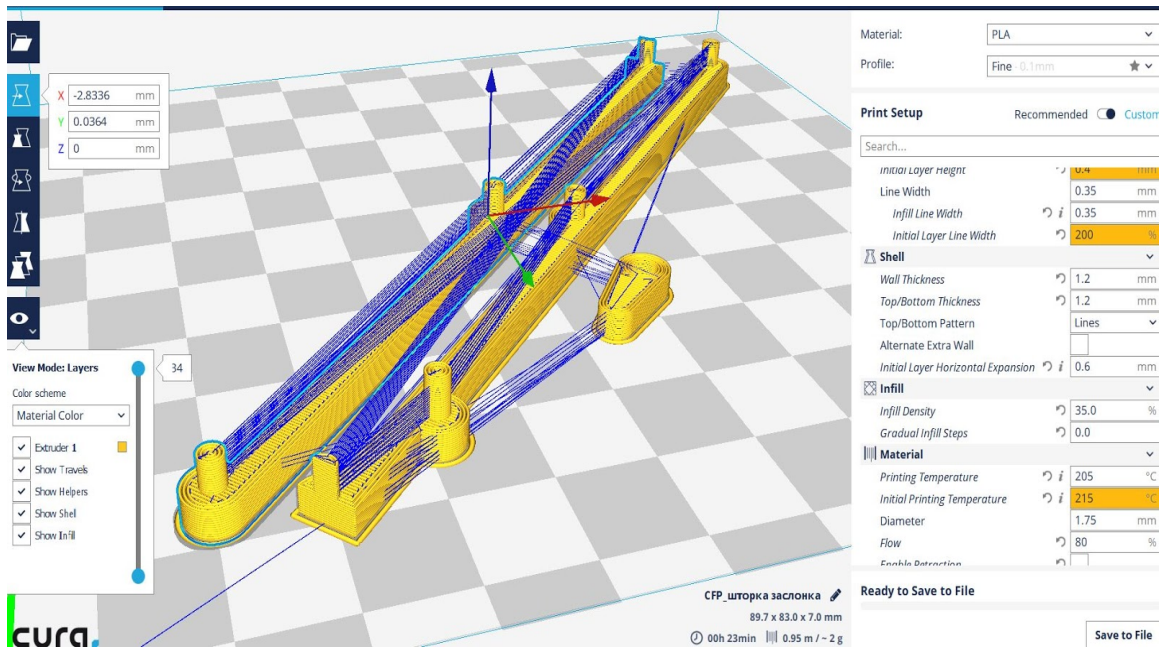 Material: PLA
Profile: Fine 0.1mm
X -2.8336 mm
Y 0.0364 mm
Z 0 mm
Print Setup Recommended Custom
Search...
Initial Layer Height 0.4 mm
Line Width 0.35 mm
Infill Line Width i 0.35 mm
Initial Layer Line Width 200 %
Shell
Wall Thickness 1.2 mm
Top/Bottom Thickness 1.2 mm
Top/Bottom Pattern Lines
Alternate Extra Wall
Initial Layer Horizontal Expansion i 0.6 mm
Infill
Infill Density 35.0 %
Gradual Infill Steps 0.0
Material
Printing Temperature i 205 °C
Initial Printing Temperature i 215 °C
Diameter 1.75 mm
Flow 80 %
Enable Retraction
View Mode: Layers
34
Color scheme
Material Color
Extruder 1
Show Travels
Show Helpers
Show Shell
Show Infill
CFP_шторка заслонка
89.7 x 83.0 x 7.0 mm
00h 23min 0.95 m / ~ 2 g
Ready to Save to File
Save to File
cura.